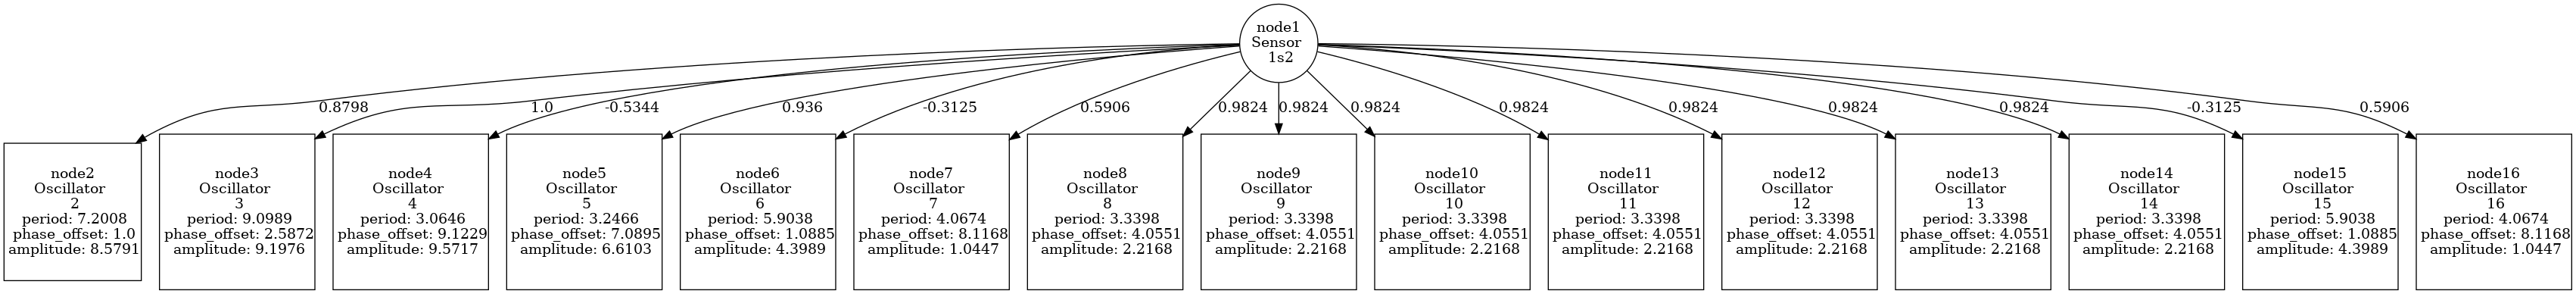 node1
Sensor
1s2
0.8798
1.0
-0.5344
0.936
-0.3125
0.5906
0.9824
0.9824
0.9824
0.9824
0.9824
0.9824
0.9824
-0.3125
0.5906
node2
Oscillator
2
period: 7.2008
phase_offset: 1.0
amplitude: 8.5791
node3
Oscillator
3
period: 9.0989
phase_offset: 2.5872
amplitude: 9.1976
node4
Oscillator
4
period: 3.0646
phase_offset: 9.1229
amplitude: 9.5717
node5
Oscillator
5
period: 3.2466
phase_offset: 7.0895
amplitude: 6.6103
node6
Oscillator
6
period: 5.9038
phase_offset: 1.0885
amplitude: 4.3989
node7
Oscillator
7
period: 4.0674
phase_offset: 8.1168
amplitude: 1.0447
node8
Oscillator
8
period: 3.3398
phase_offset: 4.0551
amplitude: 2.2168
node9
Oscillator
9
period: 3.3398
phase_offset: 4.0551
amplitude: 2.2168
node10
Oscillator
10
period: 3.3398
phase_offset: 4.0551
amplitude: 2.2168
node11
Oscillator
11
period: 3.3398
phase_offset: 4.0551
amplitude: 2.2168
node12
Oscillator
12
period: 3.3398
phase_offset: 4.0551
amplitude: 2.2168
node13
Oscillator
13
period: 3.3398
phase_offset: 4.0551
amplitude: 2.2168
node14
Oscillator
14
period: 3.3398
phase_offset: 4.0551
amplitude: 2.2168
node15
Oscillator
15
period: 5.9038
phase_offset: 1.0885
amplitude: 4.3989
node16
Oscillator
16
period: 4.0674
phase_offset: 8.1168
amplitude: 1.0447